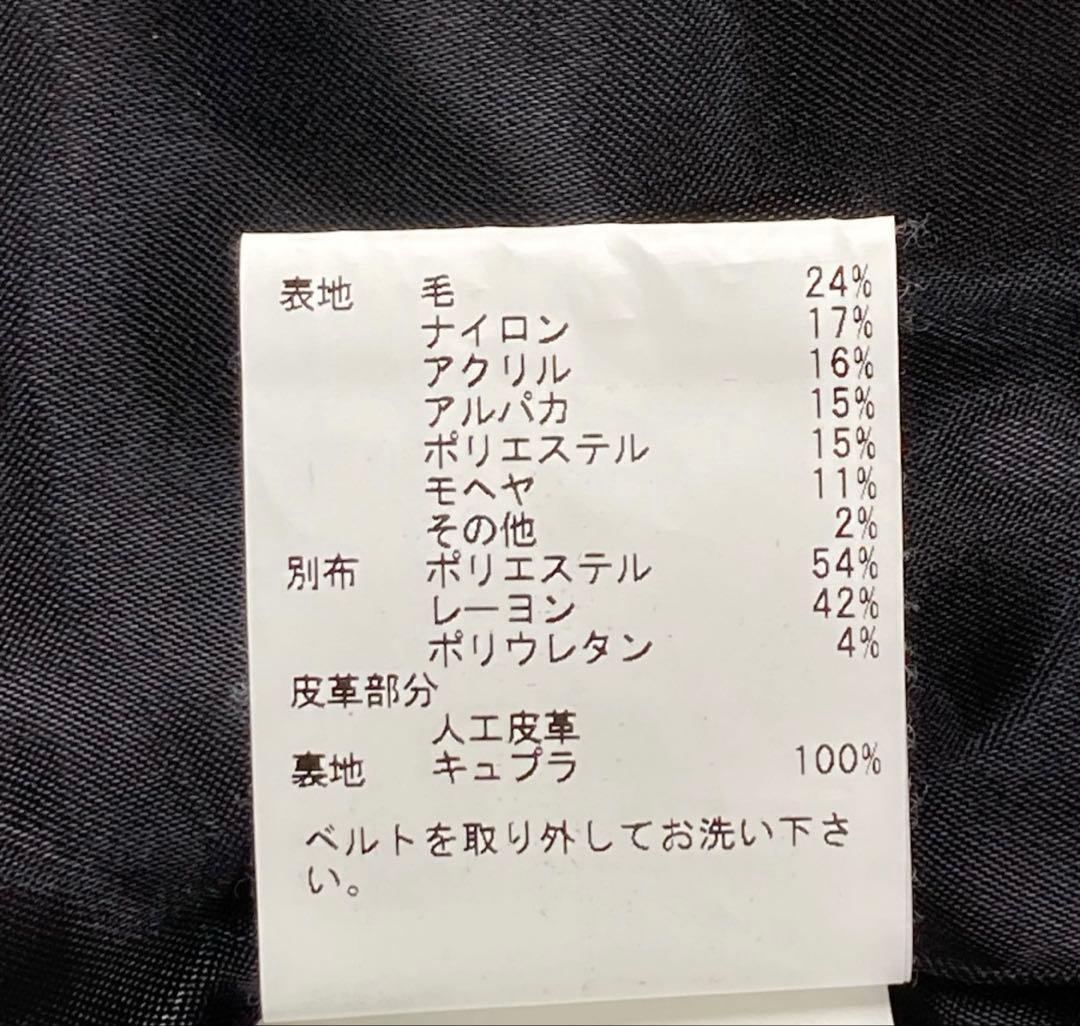 表地 毛 24%
ナイロン 17%
アクリル 16%
アルパカ 15%
ポリエステル 15%
モヘヤ 11%
その他 2%
別布 ポリエステル 54%
レーヨン 42%
ポリウレタン 4%
皮革部分
人工皮革
裏地 キュプラ 100%
ベルトを取り外してお洗い下さ
い。